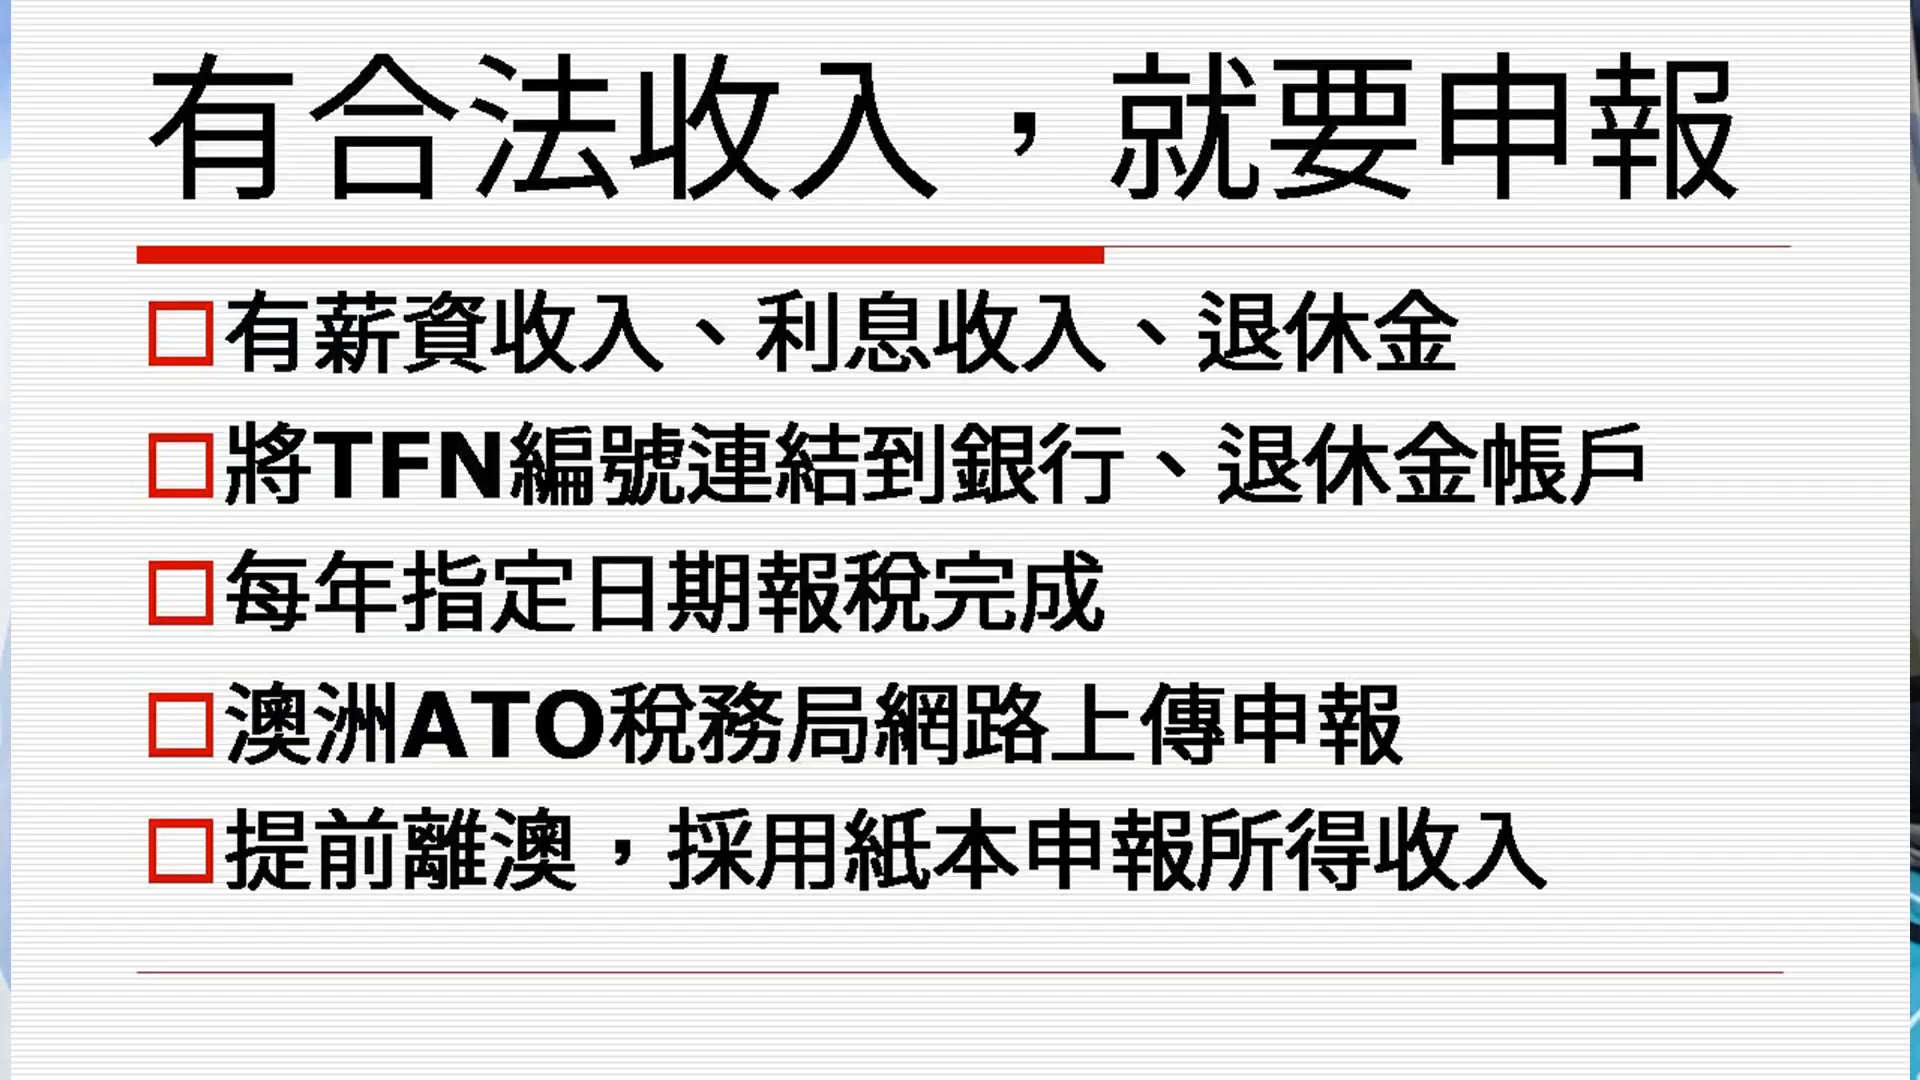 有合法收入，就要申報
有薪資收入、利息收入、退休金
將TFN編號連結到銀行、退休金帳戶
每年指定日期報稅完成
澳洲ATO稅務局網路上傳申報
提前離澳，採用紙本申報所得收入